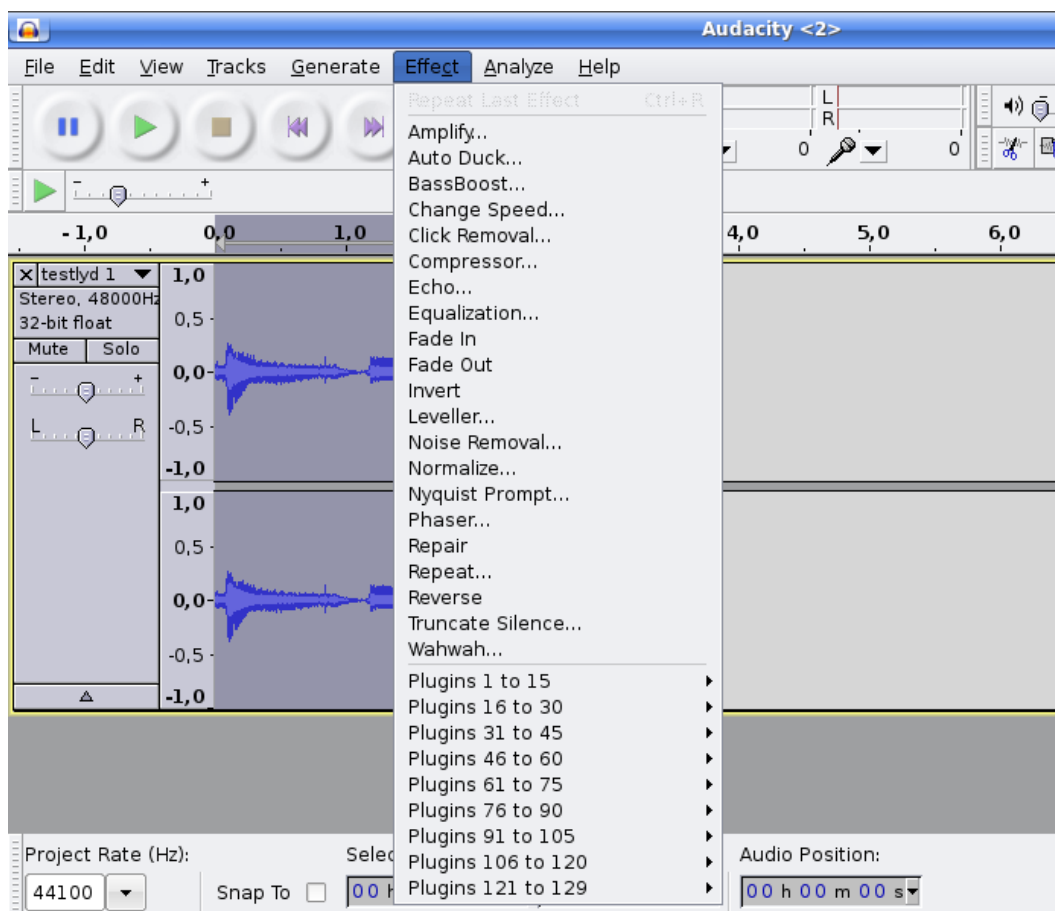 Audacity <2>
File Edit View Tracks Generate Effect Analyze Help
Repeat Last Effect Ctrl+R
L
R
0 0
- +
- 1,0 0,0 1,0 4,0 5,0 6,0
testlyd 1
Stereo, 48000Hz
32-bit float
Mute Solo
- +
L R
1,0
0,5
0,0
-0,5
-1,0
1,0
0,5
0,0
-0,5
-1,0
Amplify...
Auto Duck...
BassBoost...
Change Speed...
Click Removal...
Compressor...
Echo...
Equalization...
Fade In
Fade Out
Invert
Leveller...
Noise Removal...
Normalize...
Nyquist Prompt...
Phaser...
Repair
Repeat...
Reverse
Truncate Silence...
Wahwah...
Plugins 1 to 15
Plugins 16 to 30
Plugins 31 to 45
Plugins 46 to 60
Plugins 61 to 75
Plugins 76 to 90
Plugins 91 to 105
Plugins 106 to 120
Plugins 121 to 129
Project Rate (Hz): Selec Audio Position:
44100 Snap To 00 h 00 h 00 m 00 s